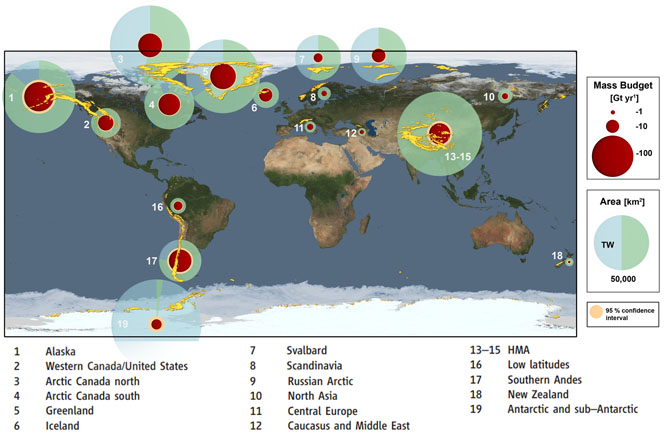 3
7
9
1
5
4
6
8
10
2
11
12
13-15
16
17
18
19
Mass Budget
[Gt yr¹]
-1
-10
-100
Area [km²]
TW
50,000
95 % confidence
interval
1 Alaska
2 Western Canada/United States
3 Arctic Canada north
4 Arctic Canada south
5 Greenland
6 Iceland
7 Svalbard
8 Scandinavia
9 Russian Arctic
10 North Asia
11 Central Europe
12 Caucasus and Middle East
13—15 HMA
16 Low latitudes
17 Southern Andes
18 New Zealand
19 Antarctic and sub—Antarctic